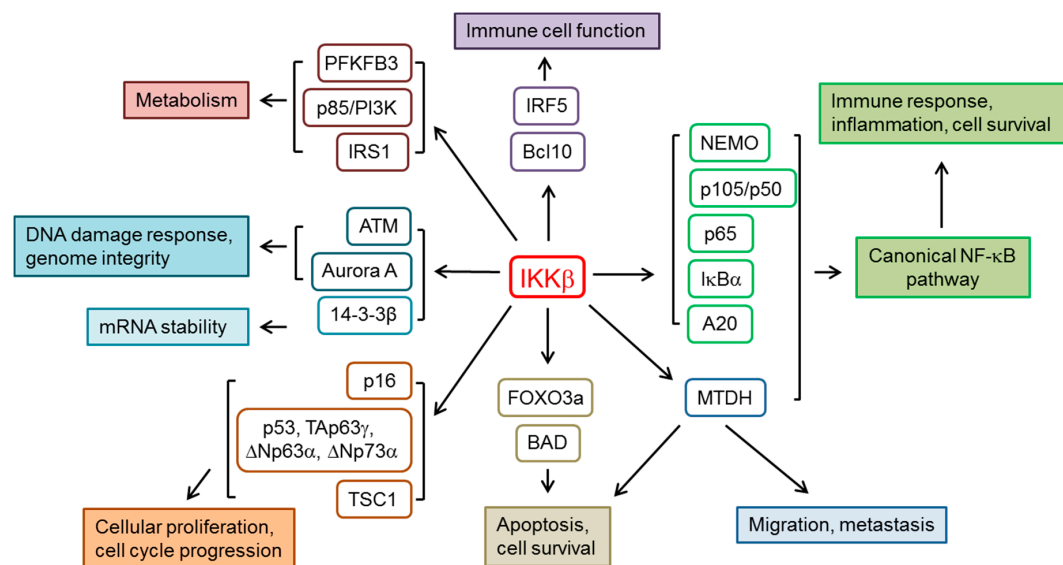 Immune cell function
PFKFB3
Metabolism
p85/PI3K
IRS1
IRF5
Bcl10
Immune response,
inflammation, cell survival
NEMO
p105/p50
p65
IκBα
A20
DNA damage response,
genome integrity
ATM
Aurora A
14-3-3β
mRNA stability
IKKβ
Canonical NF-κB
pathway
p16
p53, TAp63γ,
ΔNp63α, ΔNp73α
TSC1
FOXO3a
BAD
MTDH
Cellular proliferation,
cell cycle progression
Apoptosis,
cell survival
Migration, metastasis